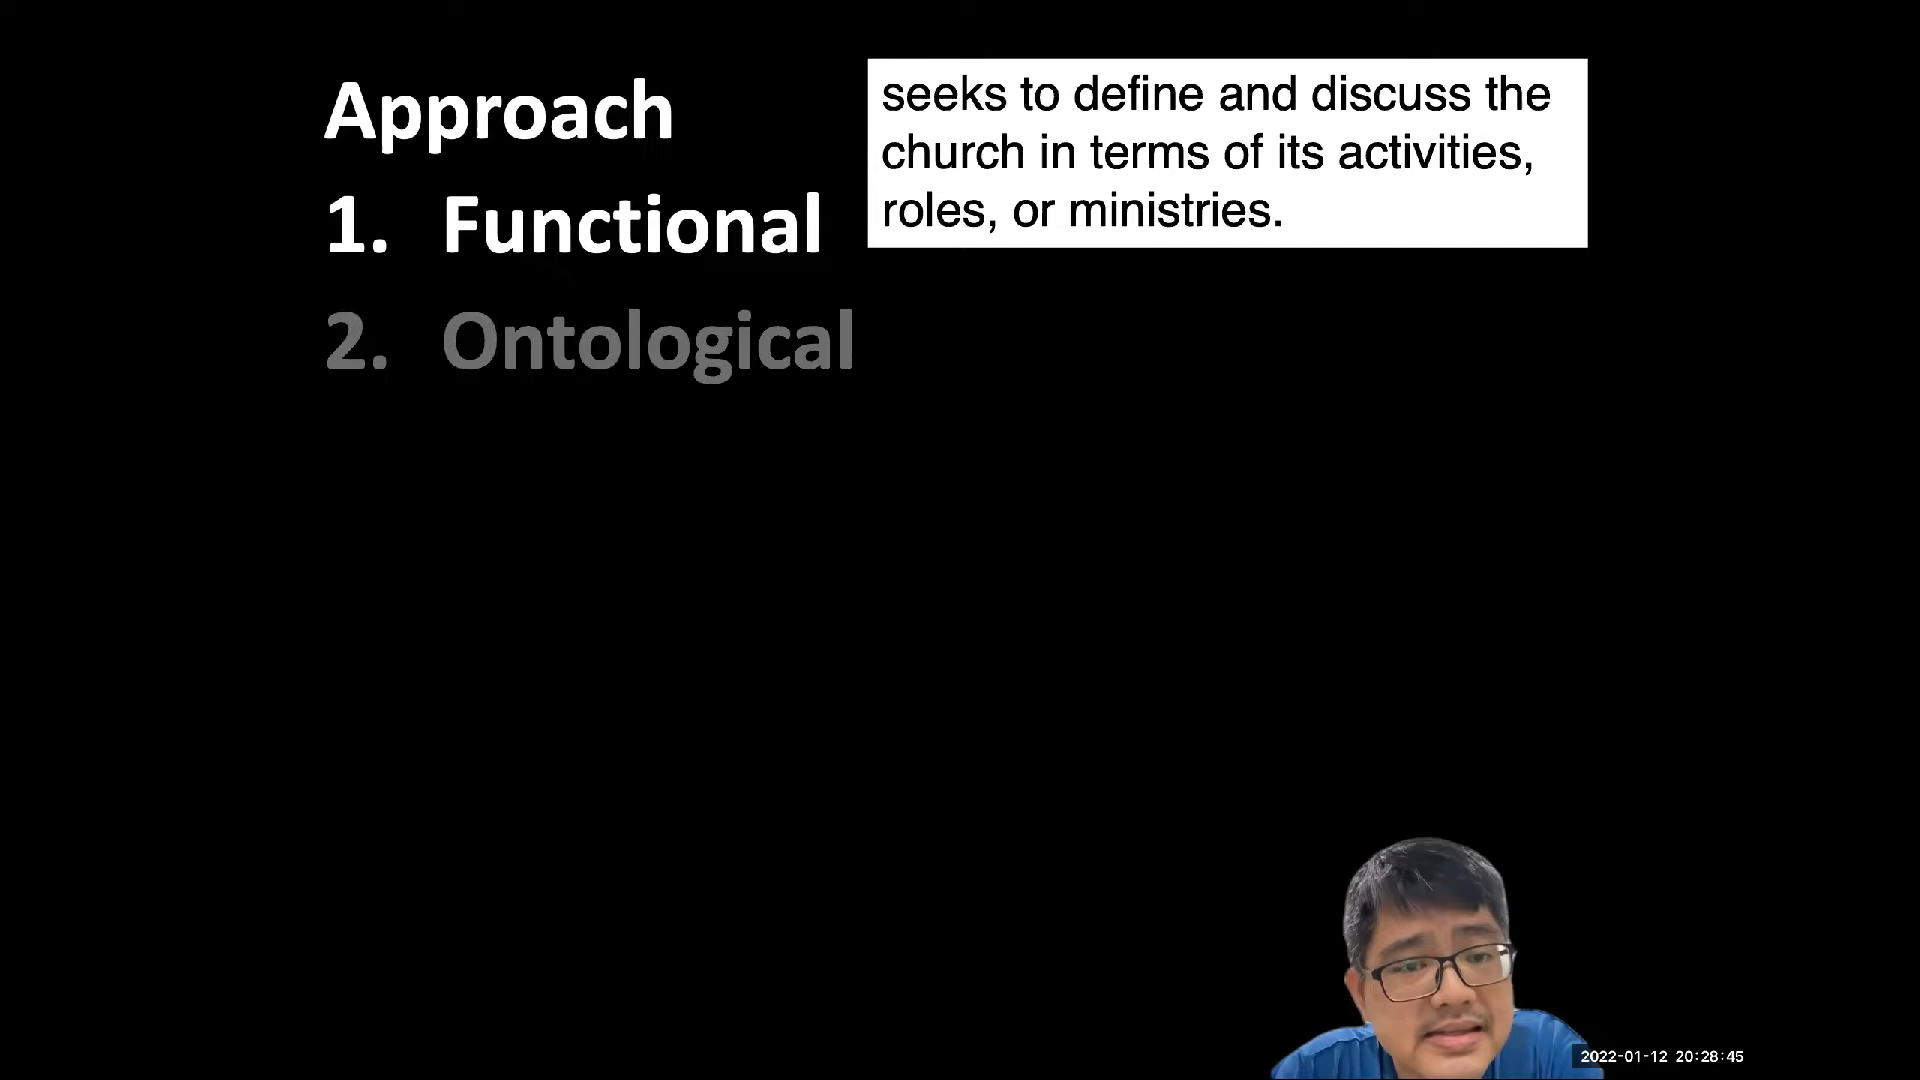 Approach
1. Functional
2. Ontological
seeks to define and discuss the
church in terms of its activities,
roles, or ministries.
2022-01-12 20:28:45